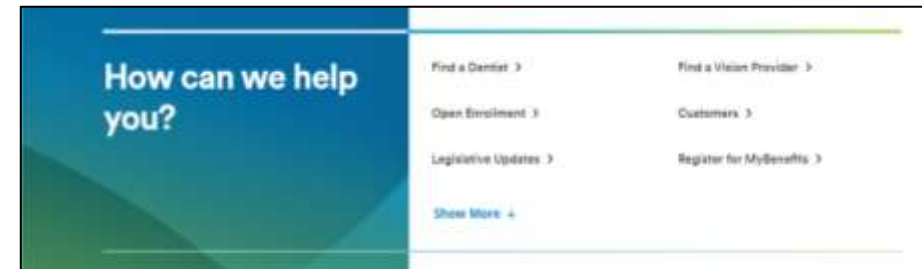 How can we help
you?
Find a Dentist >
Find a Vision Provider >
Open Enrollment >
Customers >
Legislative Updates >
Register for MyBenefits >
Show More +